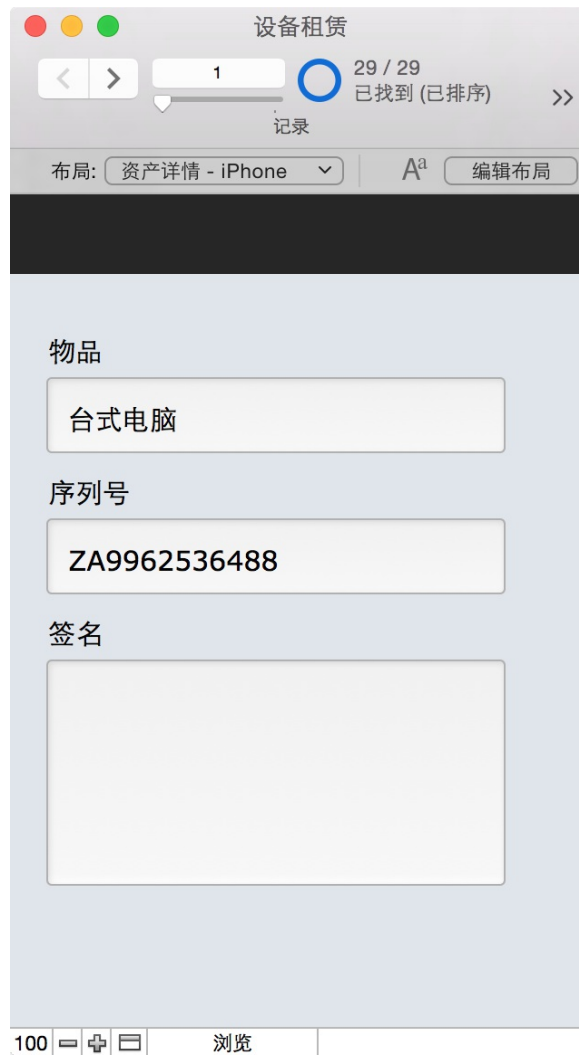 设备租赁
1
29 / 29
已找到 (已排序)
记录
布局: 资产详情 - iPhone
Aa 编辑布局
物品
台式电脑
序列号
ZA9962536488
签名
100 浏览